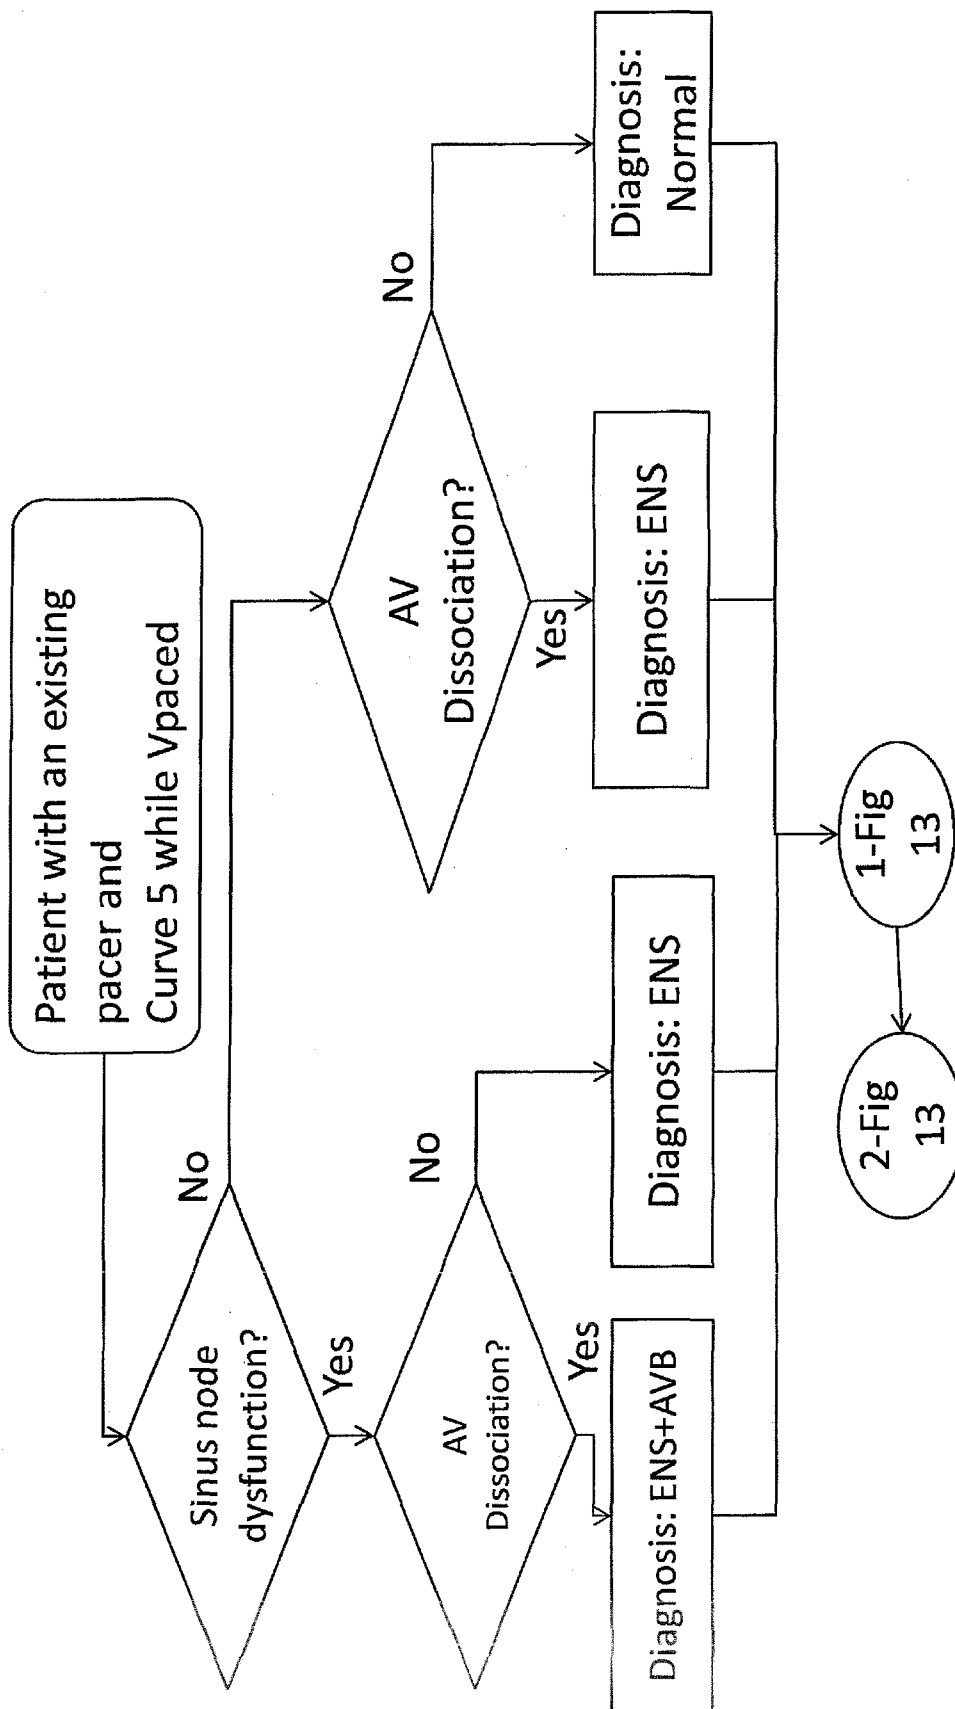 Patient with an existing
pacer and
Curve 5 while Vpaced
Sinus node
dysfunction?
No
Yes
AV
Dissociation?
No
Yes
AV
Dissociation?
No
Yes
Diagnosis: ENS+AVB
Diagnosis: ENS
Diagnosis: ENS
Diagnosis:
Normal
2-Fig
13
1-Fig
13